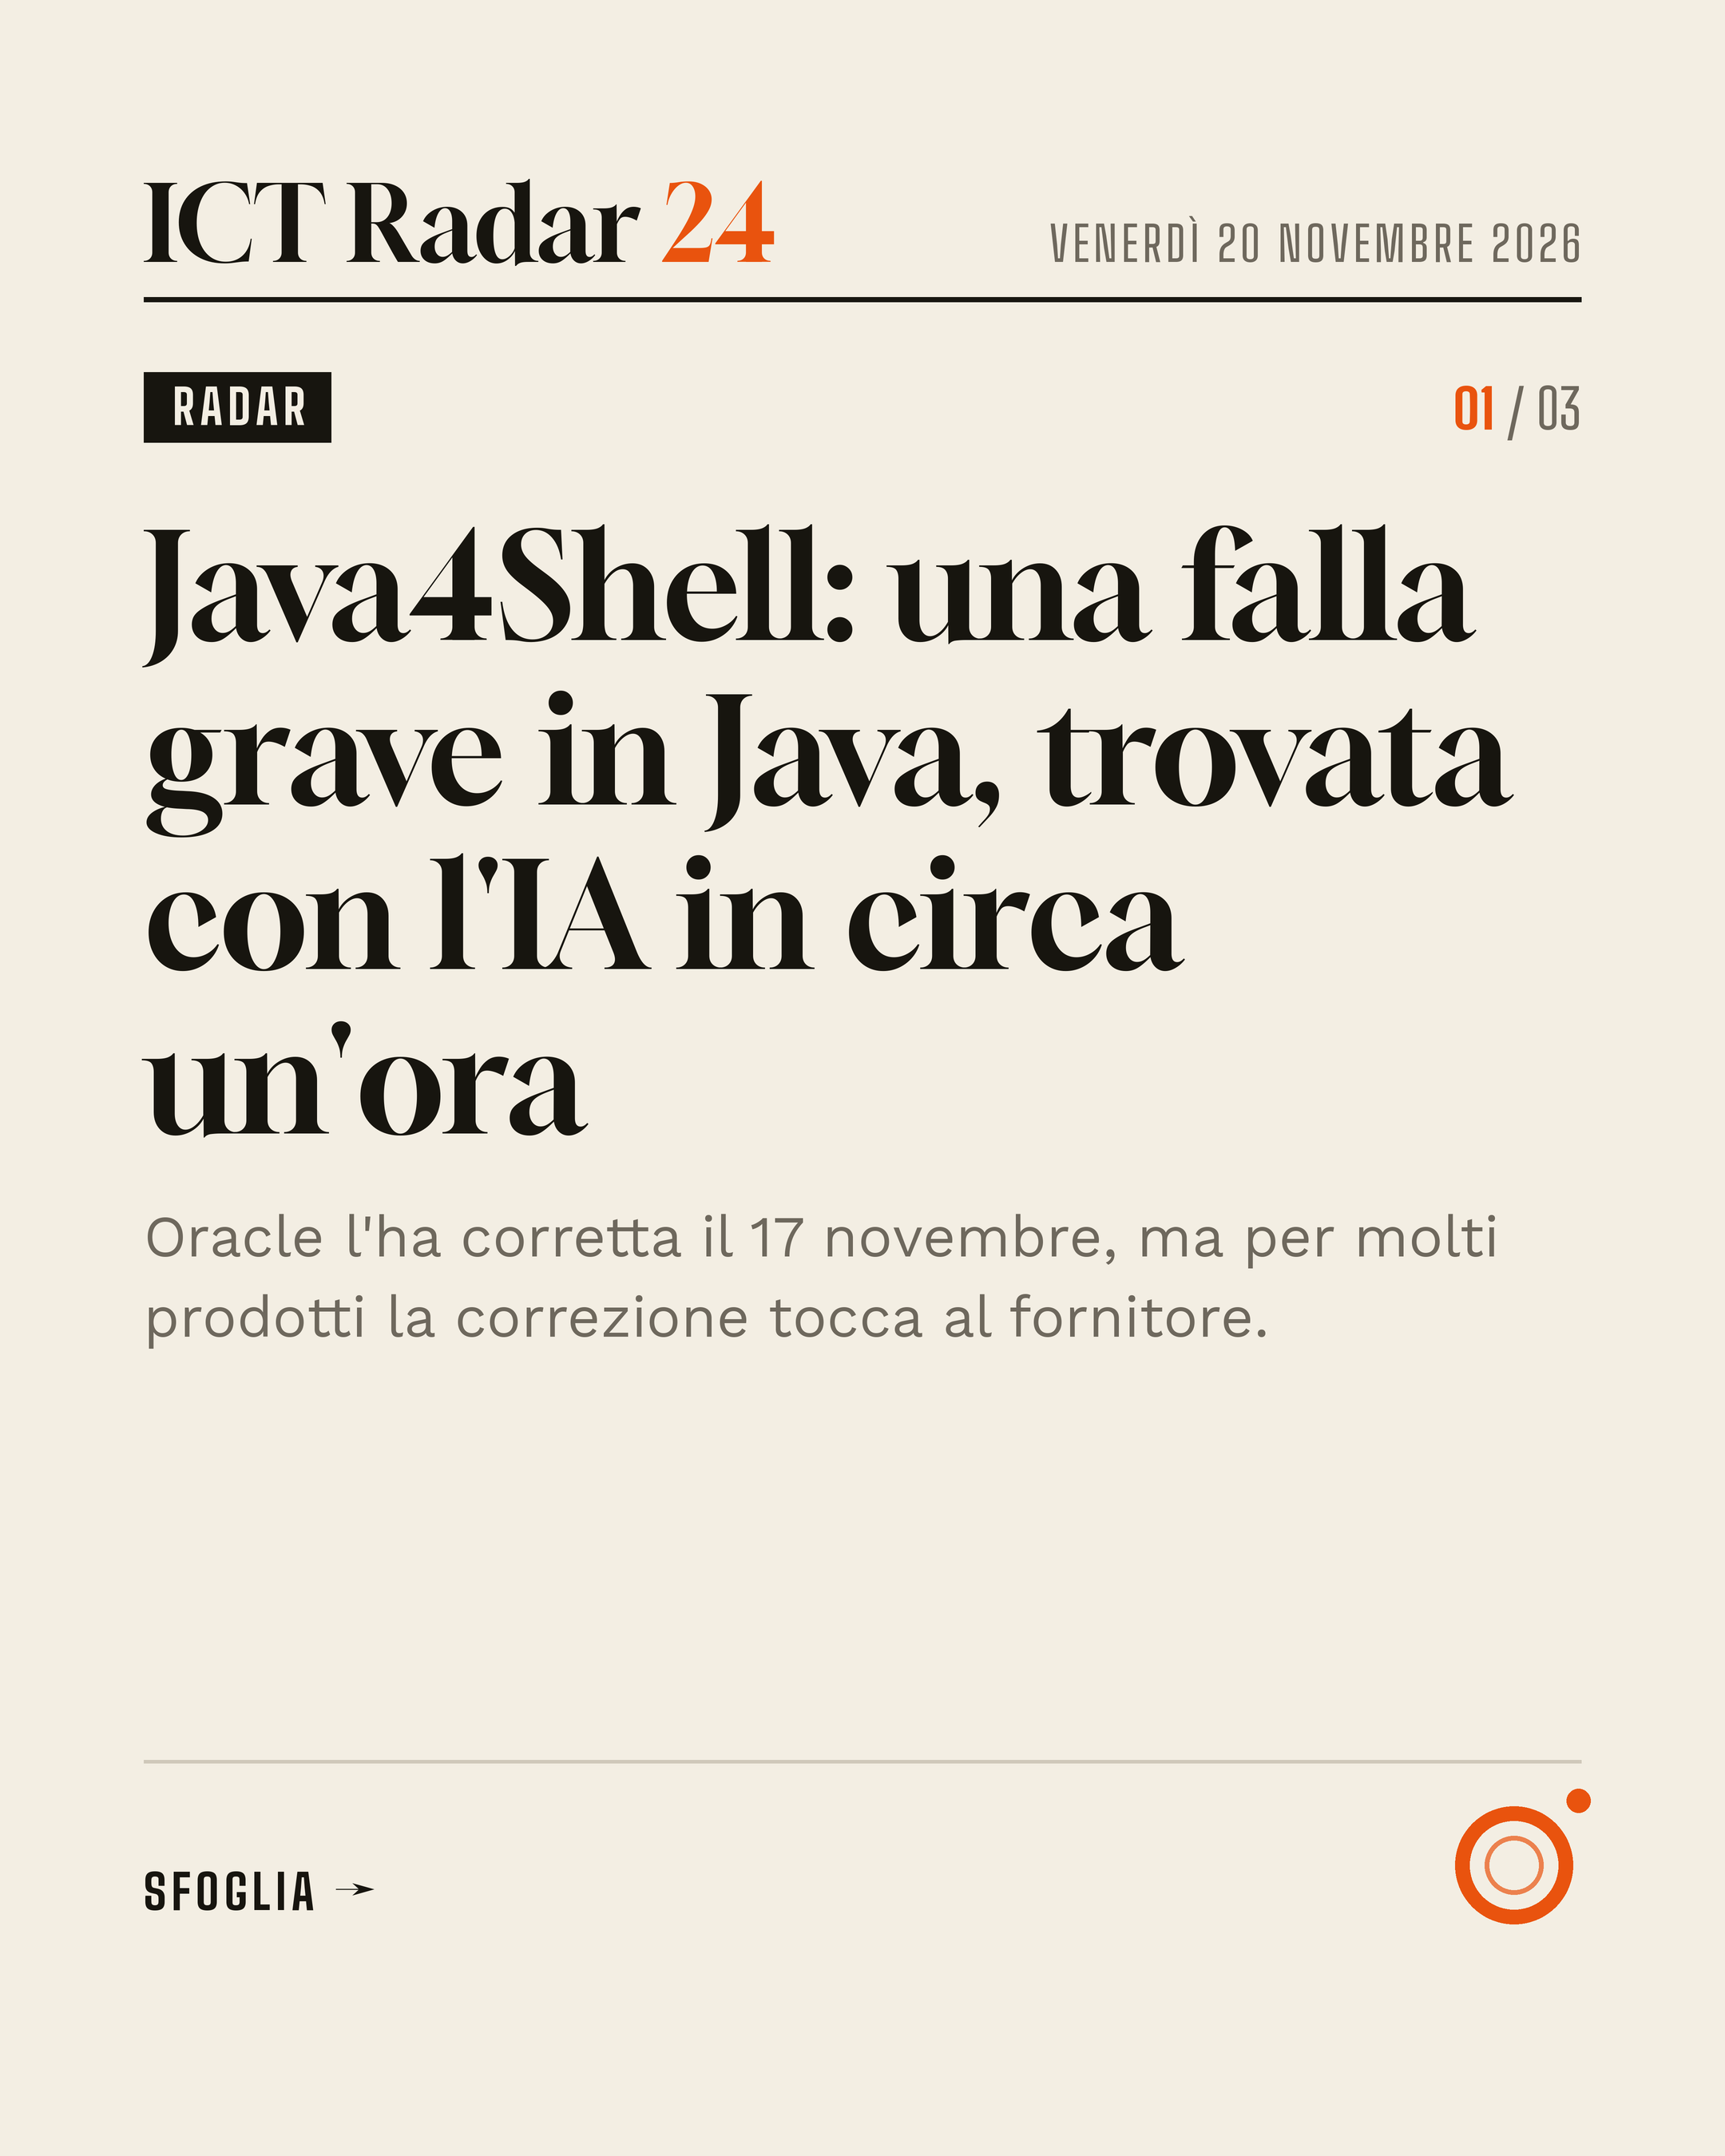 ICT Radar 24
VENERDÌ 20 NOVEMBRE 2026
RADAR
01 / 03
Java4Shell: una falla
grave in Java, trovata
con l'IA in circa
un'ora
Oracle l'ha corretta il 17 novembre, ma per molti
prodotti la correzione tocca al fornitore.
SFOGLIA →